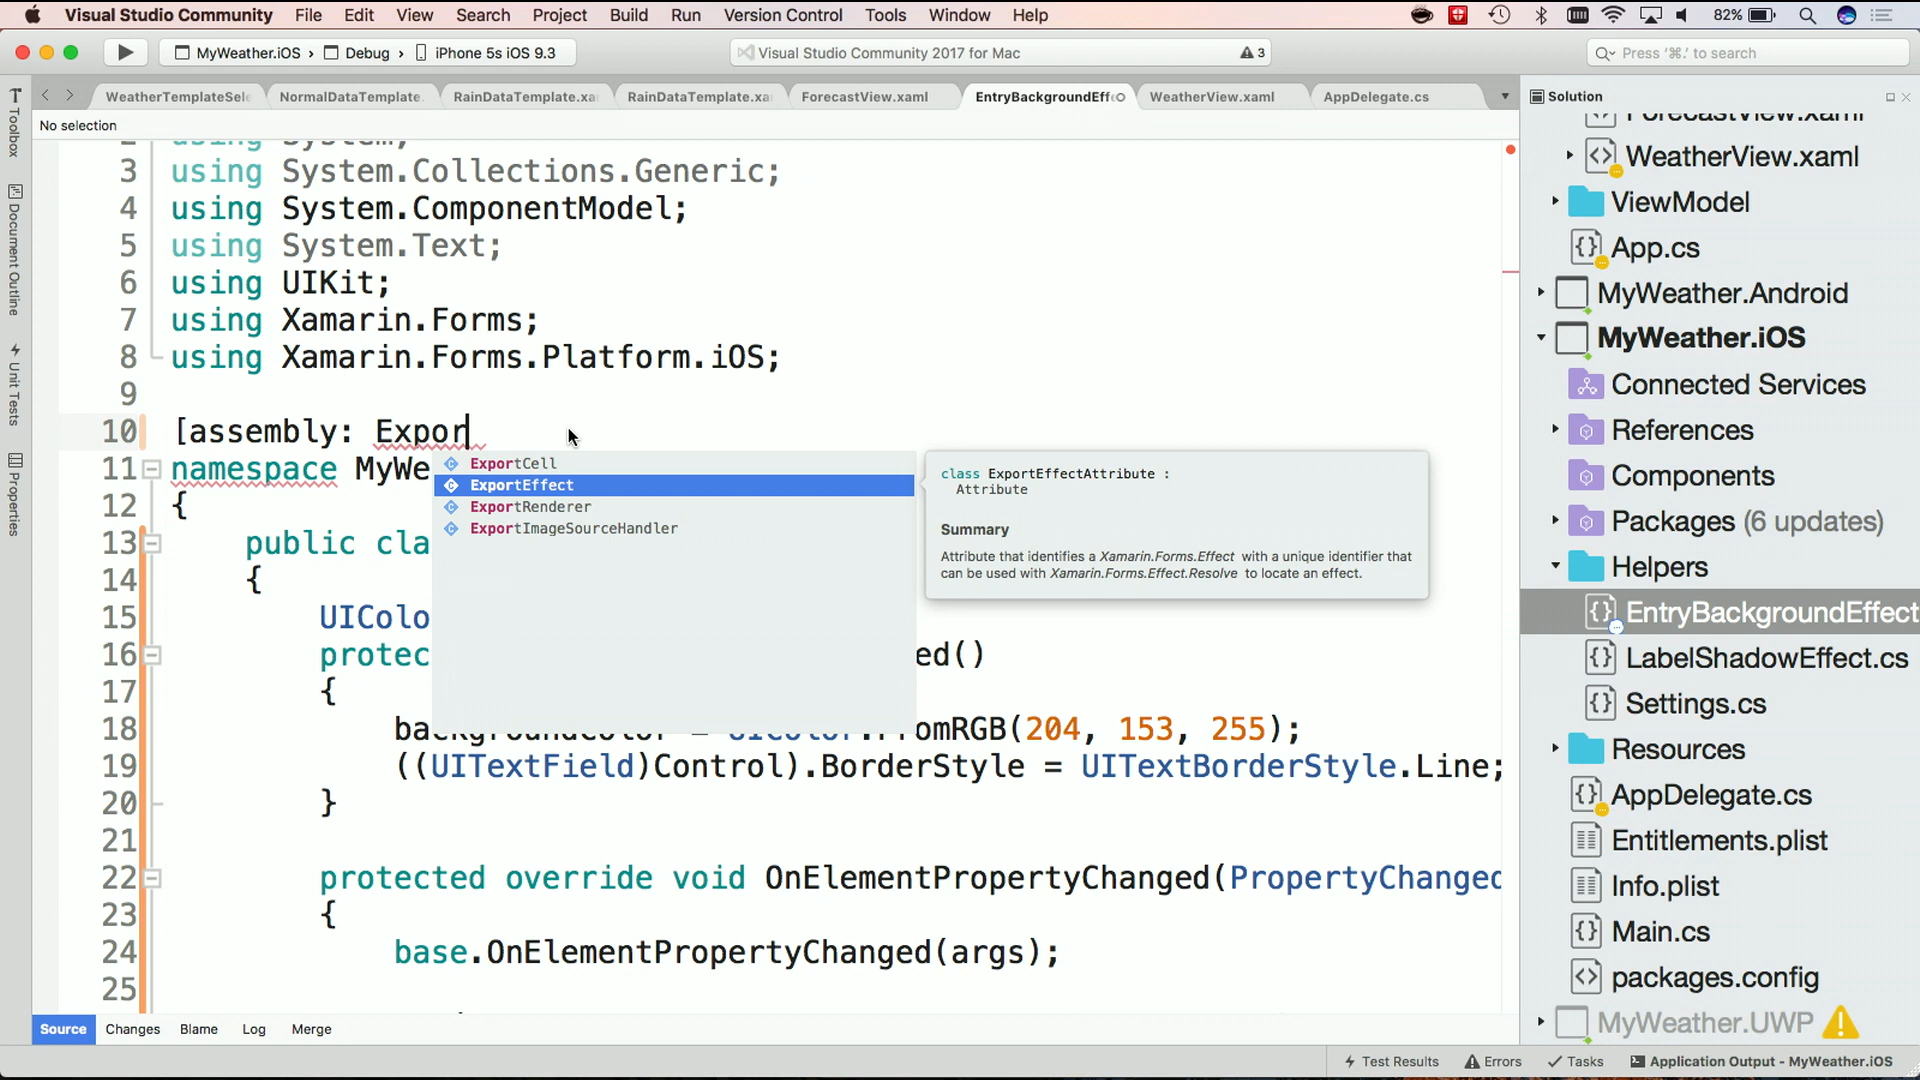 Visual Studio Community File Edit View Search Project Build Run Version Control Tools Window Help 82%
MyWeather.iOS › Debug › iPhone 5s iOS 9.3
Visual Studio Community 2017 for Mac 3
Press '⌘.' to search
WeatherTemplateSele NormalDataTemplate. RainDataTemplate.xa RainDataTemplate.xa ForecastView.xaml EntryBackgroundEff WeatherView.xaml AppDelegate.cs
No selection
Toolbox
Document Outline
Unit Tests
Properties
2 using System;
3 using System.Collections.Generic;
4 using System.ComponentModel;
5 using System.Text;
6 using UIKit;
7 using Xamarin.Forms;
8 using Xamarin.Forms.Platform.iOS;
9
10 [assembly: Expor
11 namespace MyWe
12 {
13 public cla
14 {
15 UIColo
16 protec ed()
17 {
18 backgroundColor = UIColor.FromRGB(204, 153, 255);
19 ((UITextField)Control).BorderStyle = UITextBorderStyle.Line;
20 }
21
22 protected override void OnElementPropertyChanged(PropertyChanged
23 {
24 base.OnElementPropertyChanged(args);
25
ExportCell
ExportEffect
ExportRenderer
ExportImageSourceHandler
class ExportEffectAttribute :
Attribute
Summary
Attribute that identifies a Xamarin.Forms.Effect with a unique identifier that
can be used with Xamarin.Forms.Effect.Resolve to locate an effect.
Source Changes Blame Log Merge
Solution
ForecastView.xaml
WeatherView.xaml
ViewModel
App.cs
MyWeather.Android
MyWeather.iOS
Connected Services
References
Components
Packages (6 updates)
Helpers
EntryBackgroundEffect
LabelShadowEffect.cs
Settings.cs
Resources
AppDelegate.cs
Entitlements.plist
Info.plist
Main.cs
packages.config
MyWeather.UWP
Test Results Errors Tasks Application Output - MyWeather.iOS